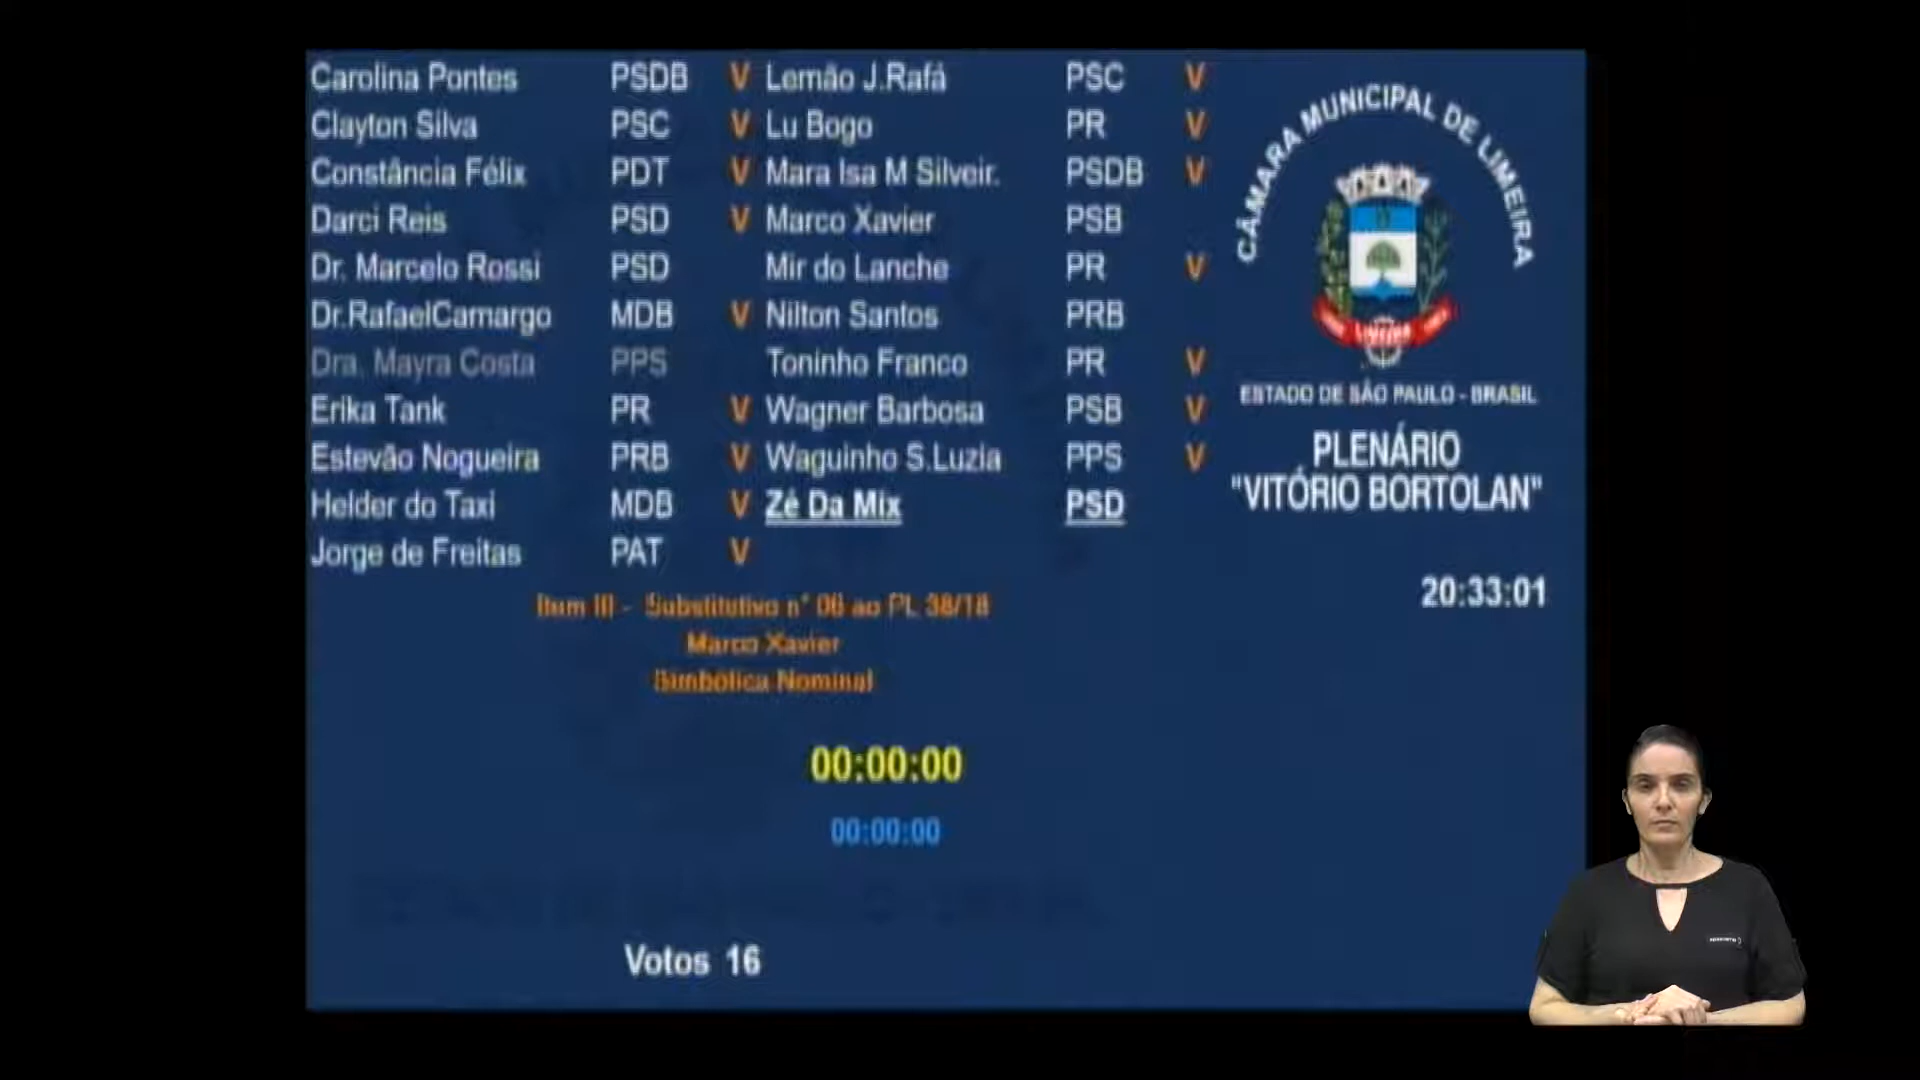 Carolina Pontes PSDB V Lemão J.Rafá PSC V
Clayton Silva PSC V Lu Bogo PR V
Constância Félix PDT V Mara Isa M Silveir. PSDB V
Darci Reis PSD V Marco Xavier PSB
Dr. Marcelo Rossi PSD Mir do Lanche PR V
Dr.RafaelCamargo MDB V Nilton Santos PRB
Dra. Mayra Costa PPS Toninho Franco PR V
Erika Tank PR V Wagner Barbosa PSB V
Estevão Nogueira PRB V Waguinho S.Luzia PPS V
Helder do Taxi MDB V Zé Da Mix PSD
Jorge de Freitas PAT V
Item III - Substitutivo n° 06 ao PL 38/18
Marco Xavier
Simbólica Nominal
00:00:00
00:00:00
Votos 16
CÂMARA MUNICIPAL DE LIMEIRA
LIMEIRA
ESTADO DE SÃO PAULO - BRASIL
PLENÁRIO
"VITÓRIO BORTOLAN"
20:33:01